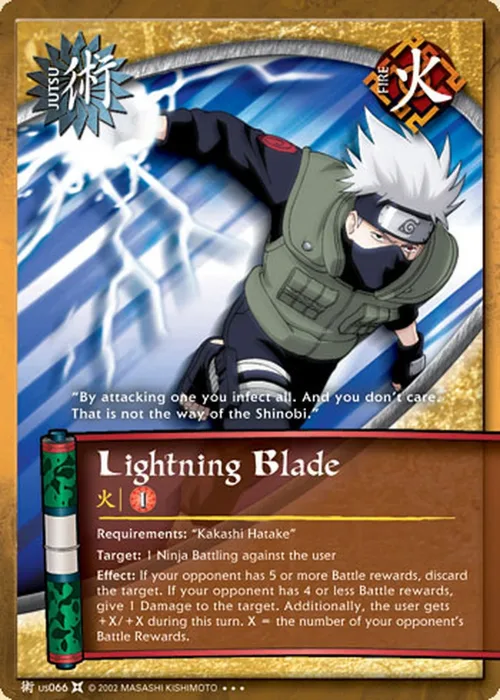 JUTSU 術
FIRE 火
"By attacking one you infect all. And you don't care.
That is not the way of the Shinobi."
Lightning Blade
火 1
Requirements: "Kakashi Hatake"
Target: 1 Ninja Battling against the user
Effect: If your opponent has 5 or more Battle rewards, discard
the target. If your opponent has 4 or less Battle rewards,
give 1 Damage to the target. Additionally, the user gets
+X/+X during this turn. X = the number of your opponent's
Battle Rewards.
術 US066 © 2002 MASASHI KISHIMOTO